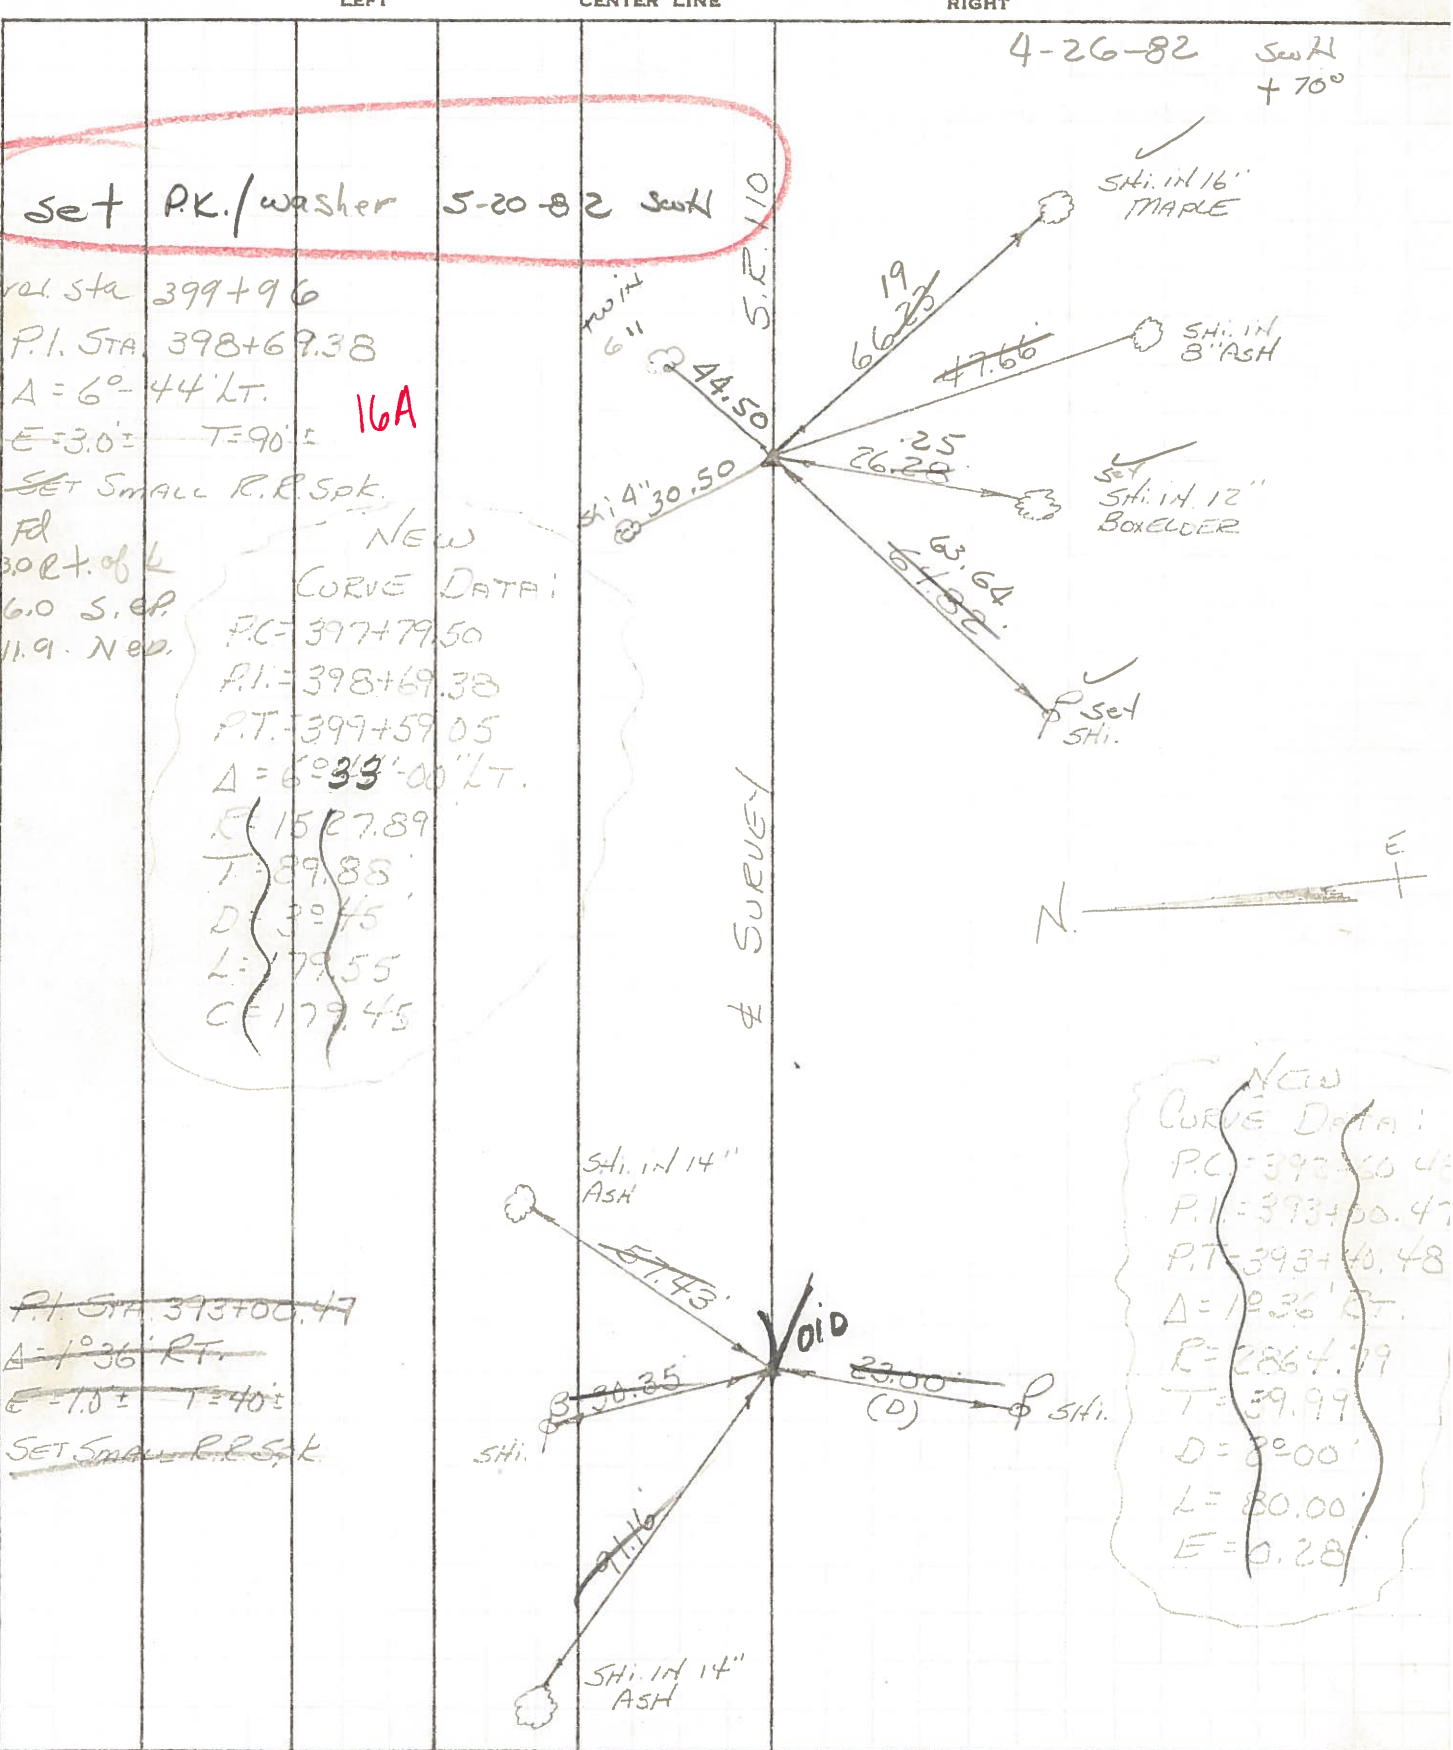 LEFT
CENTER LINE
RIGHT
4-26-82 Scott
+ 70°
set P.K./washer 5-20-82 Scott
S.R. 110
rel. sta 399+96
P.I. STA. 398+69.38
Δ = 6°-44' LT.
E=3.0'± T=90'±
16A
SET SMALL R.R. Spk.
Fd
3.0 Rt. of ℄
6.0 S. EP.
11.9 N ep.
twin
6"
44.50
SHi 4"
30.50
SHi. IN 16"
MAPLE
19
66.23
SHi. IN
8" ASH
47.66
.25
26.28
Set
SHi. IN 12"
BOXELDER
63.64
61.82
Set
SHi.
NEW
CURVE DATA:
P.C.= 397+79.50
P.I.= 398+69.38
P.T.= 399+59.05
Δ = 6°33'-00" LT.
1527.89
T=89.88'
D=3°45'
L=179.55
C=179.45
℄ SURVEY
N.
E
NEW
CURVE DATA:
P.C.=392+60.48
P.I.=393+00.47
P.T.=393+40.48
Δ=1°36' RT.
R=2864.79
T=39.99'
D=2°00'
L=80.00'
E=0.28'
SHi. IN 14"
ASH
57.43'
P.I. STA. 393+00.47
Δ=1°36' RT.
E=1.0'± T=40'±
SET SMALL R.R. Spk.
VOID
30.35
SHi.
23.00'
(D)
SHi.
91.16
SHi. IN 14"
ASH